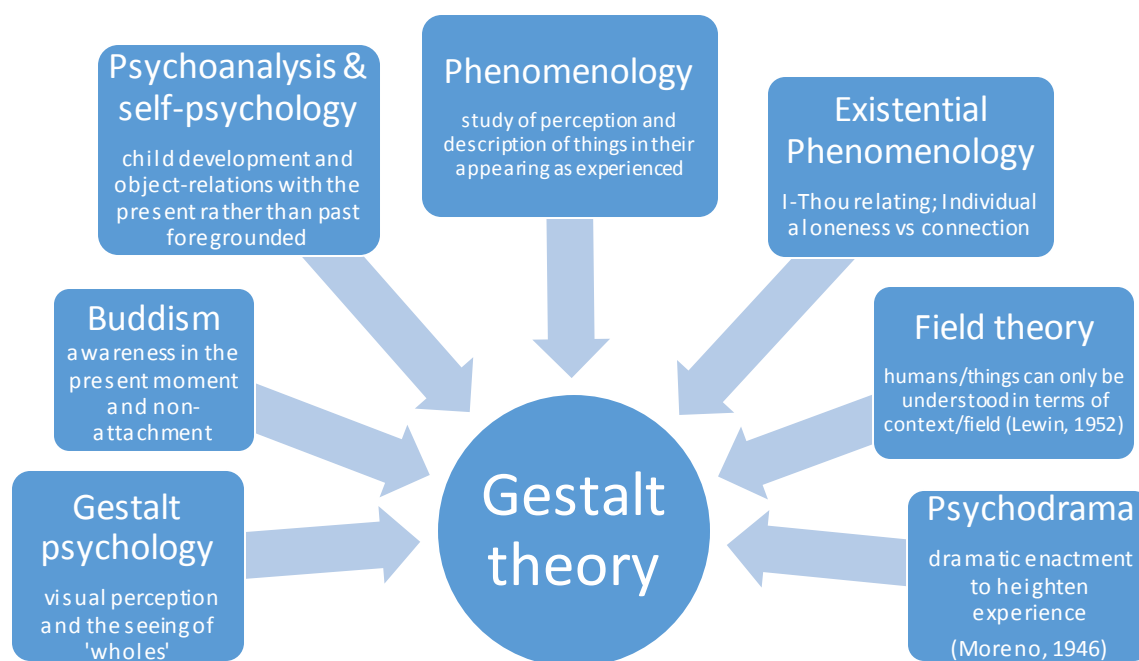 Psychoanalysis &
self-psychology
child development and
object-relations with the
present rather than past
foregrounded
Phenomenology
study of perception and
description of things in their
appearing as experienced
Existential
Phenomenology
I-Thou relating; Individual
aloneness vs connection
Buddism
awareness in the
present moment
and non-
attachment
Field theory
humans/things can only be
understood in terms of
context/field (Lewin, 1952)
Gestalt
psychology
visual perception
and the seeing of
'wholes'
Gestalt
theory
Psychodrama
dramatic enactment
to heighten
experience
(Moreno, 1946)